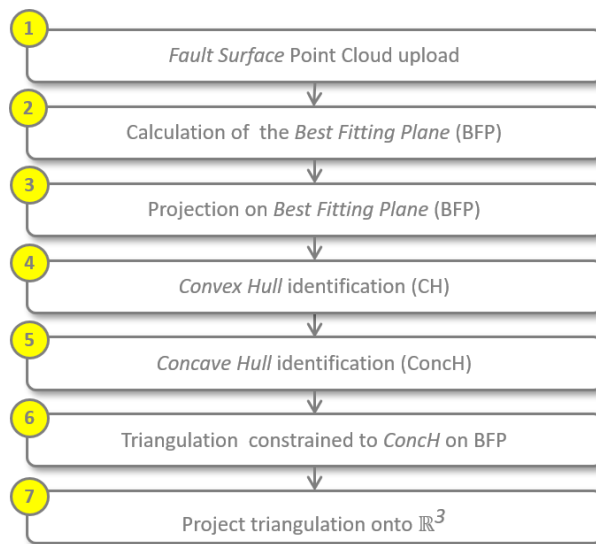 1
Fault Surface Point Cloud upload
2
Calculation of the Best Fitting Plane (BFP)
3
Projection on Best Fitting Plane (BFP)
4
Convex Hull identification (CH)
5
Concave Hull identification (ConcH)
6
Triangulation constrained to ConcH on BFP
7
Project triangulation onto ℝ³